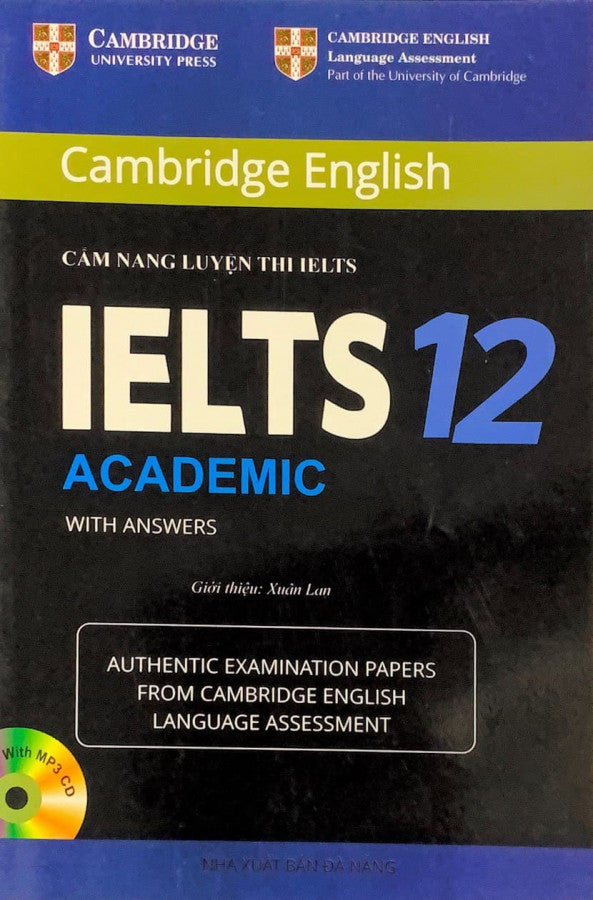 CAMBRIDGE
UNIVERSITY PRESS
CAMBRIDGE ENGLISH
Language Assessment
Part of the University of Cambridge
Cambridge English
CẨM NANG LUYỆN THI IELTS
IELTS 12
ACADEMIC
WITH ANSWERS
Giới thiệu: Xuân Lan
AUTHENTIC EXAMINATION PAPERS
FROM CAMBRIDGE ENGLISH
LANGUAGE ASSESSMENT
With MP3 CD
NHÀ XUẤT BẢN ĐÀ NẴNG